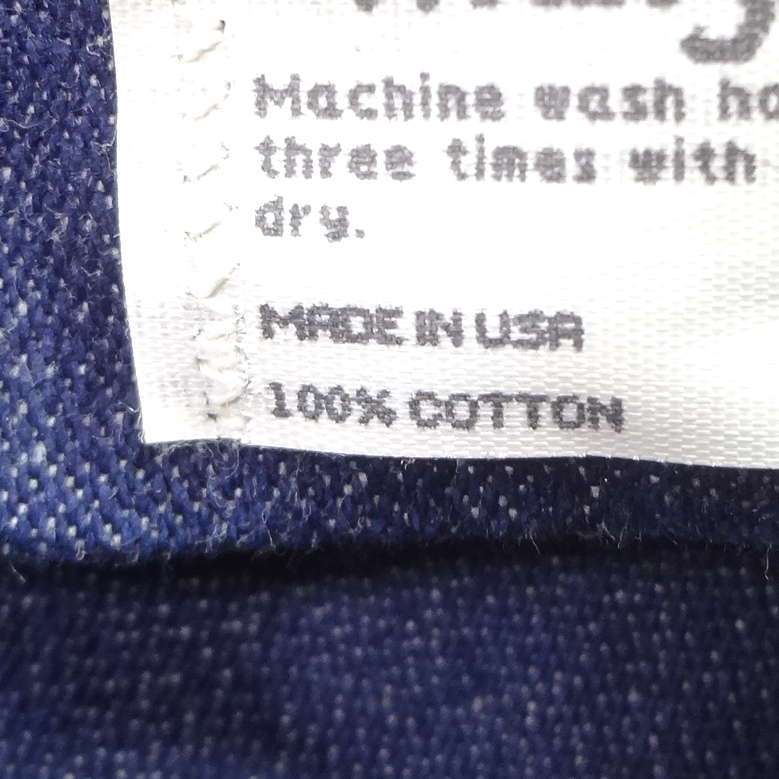 Machine wash
three times with
dry.
MADE IN USA
100% COTTON